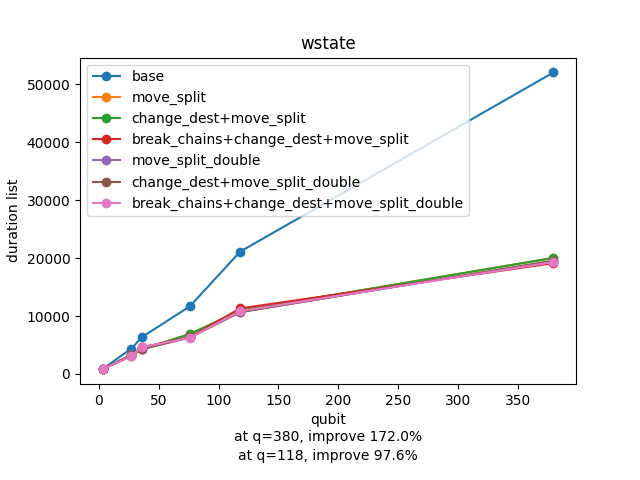 wstate
base
move_split
change_dest+move_split
break_chains+change_dest+move_split
move_split_double
change_dest+move_split_double
break_chains+change_dest+move_split_double
duration list
50000
40000
30000
20000
10000
0
0 50 100 150 200 250 300 350
qubit
at q=380, improve 172.0%
at q=118, improve 97.6%